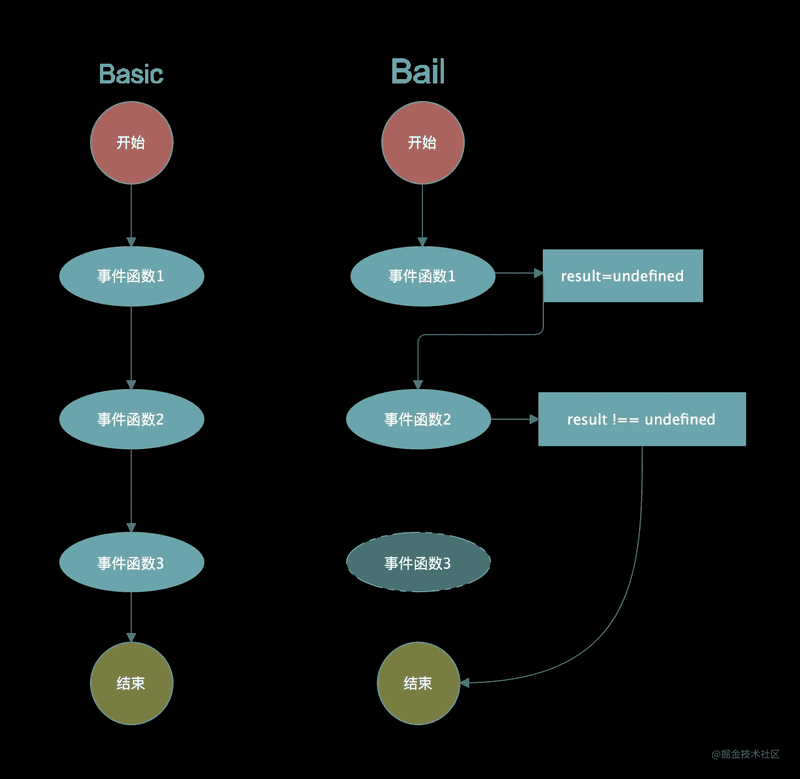 Basic
开始
事件函数1
事件函数2
事件函数3
结束
Bail
开始
事件函数1
result=undefined
事件函数2
result !== undefined
事件函数3
结束
@掘金技术社区